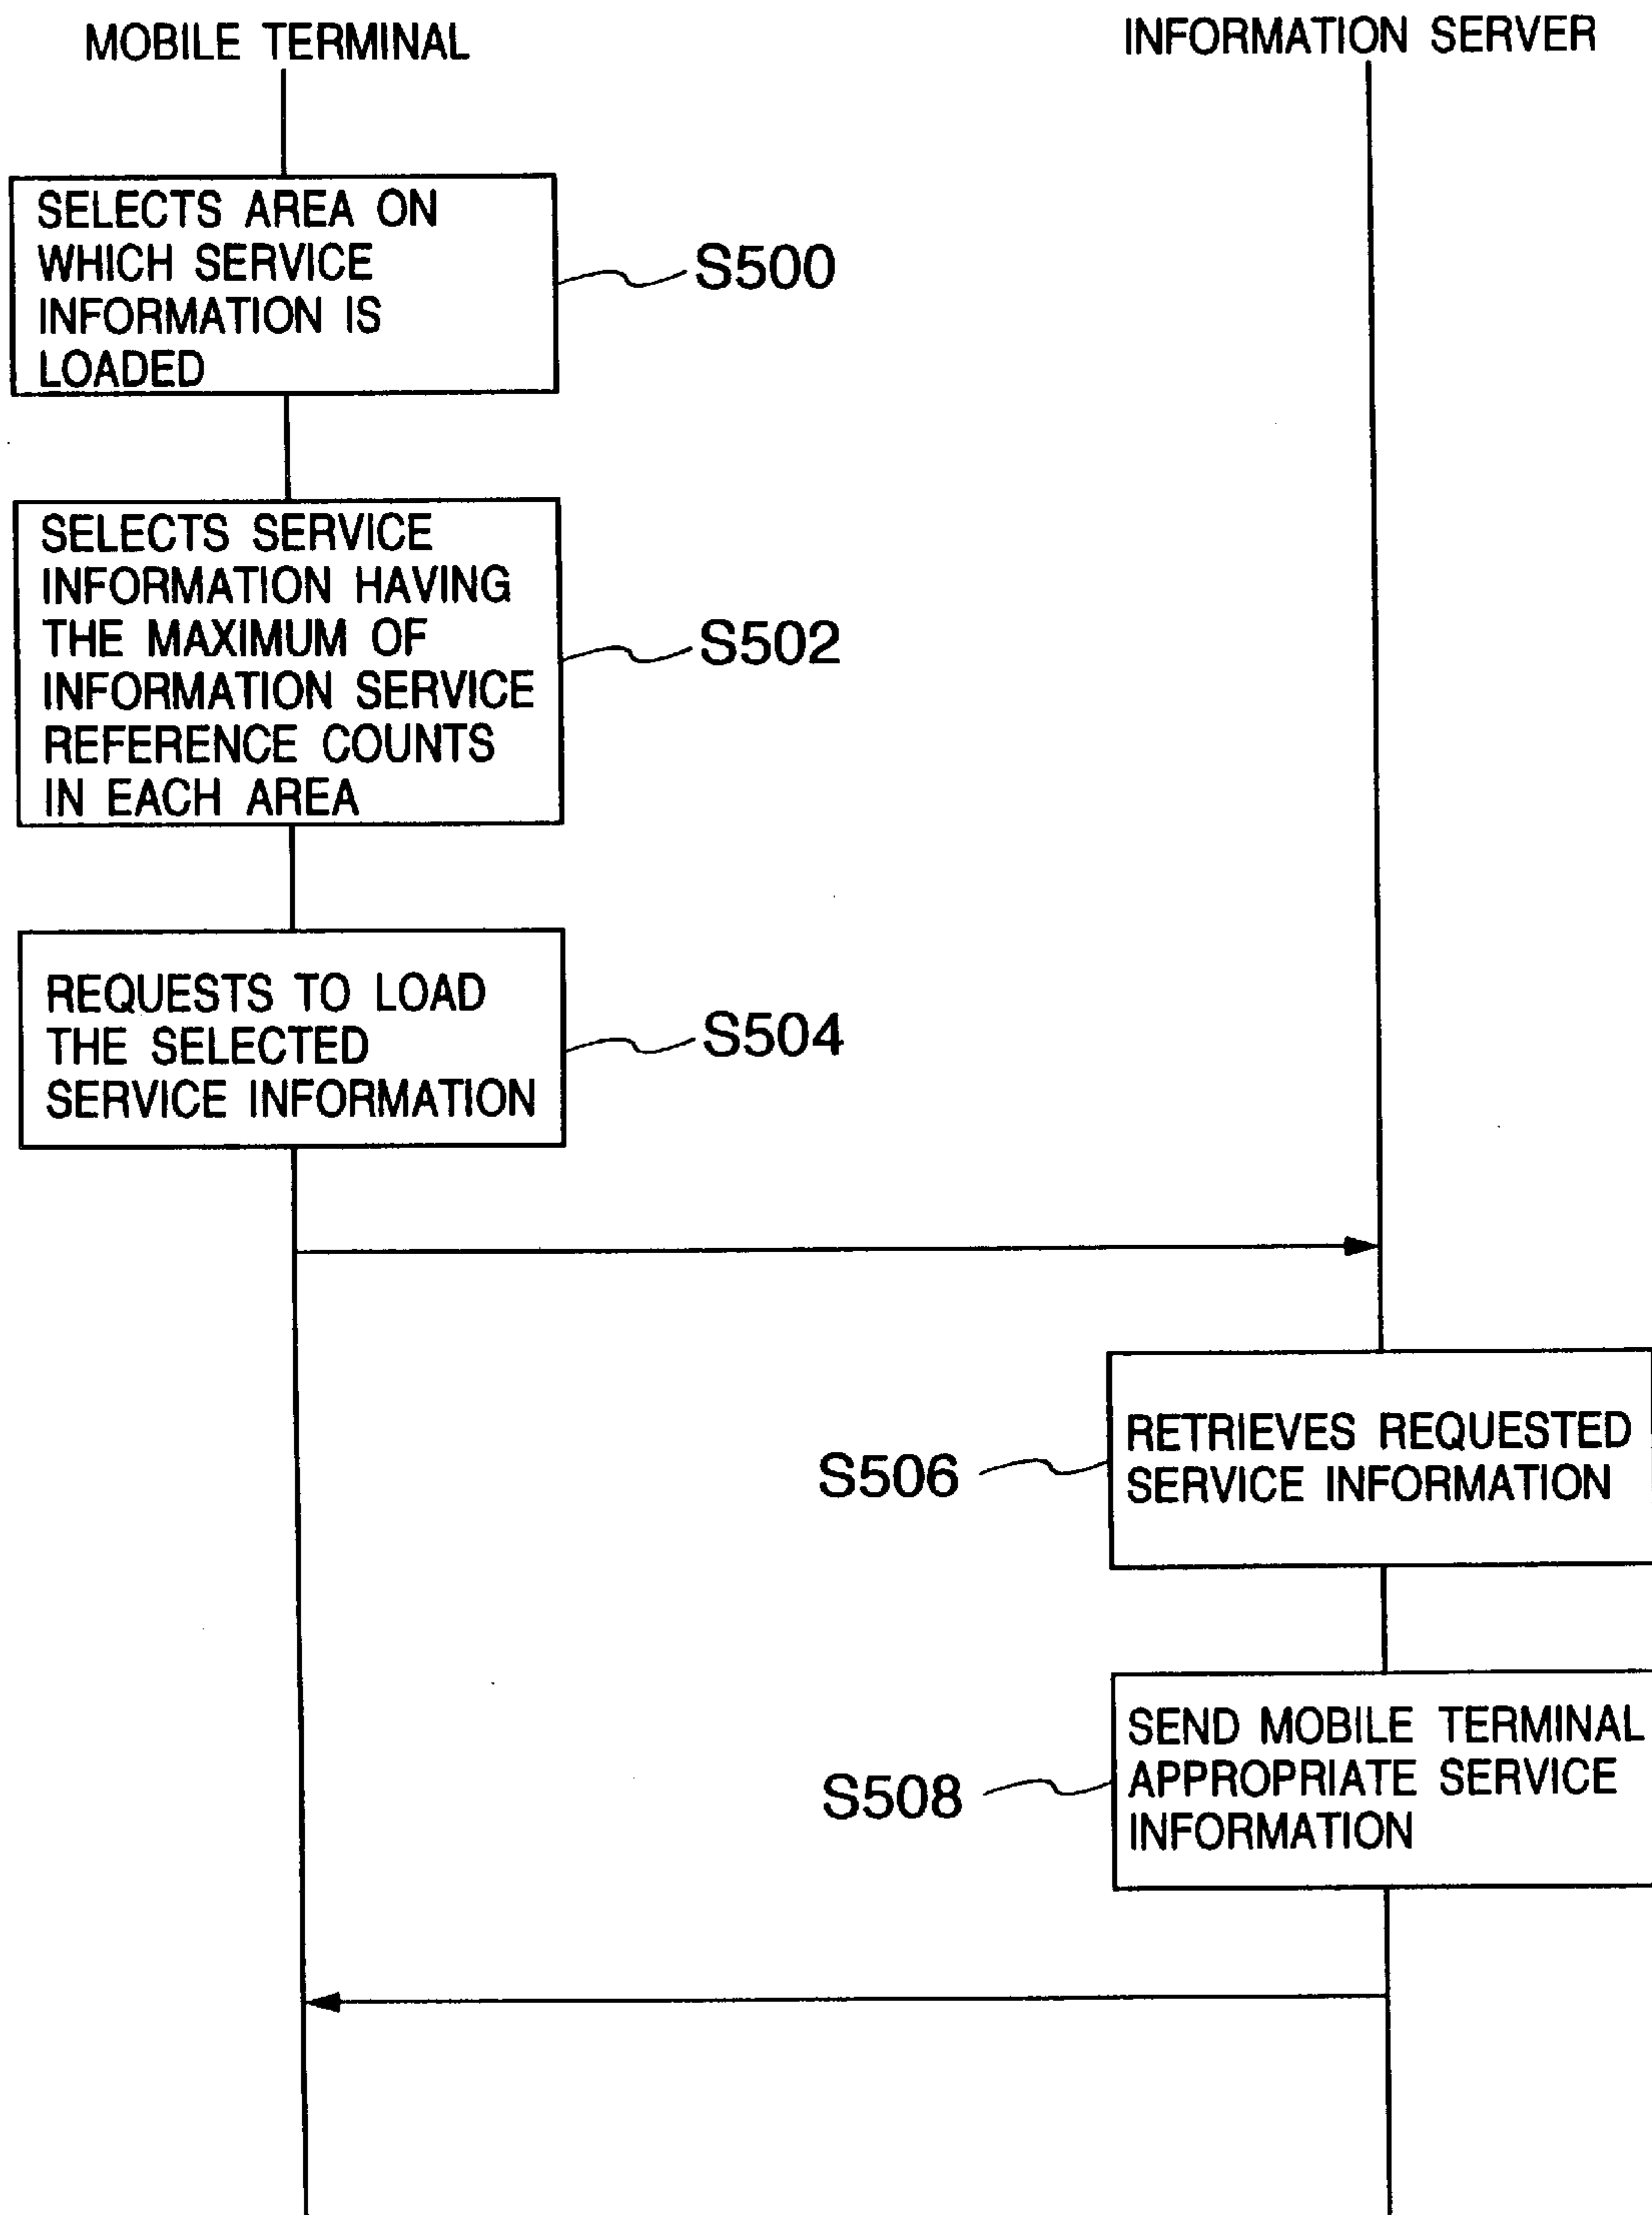 MOBILE TERMINAL
INFORMATION SERVER
SELECTS AREA ON
WHICH SERVICE
INFORMATION IS
LOADED
S500
SELECTS SERVICE
INFORMATION HAVING
THE MAXIMUM OF
INFORMATION SERVICE
REFERENCE COUNTS
IN EACH AREA
S502
REQUESTS TO LOAD
THE SELECTED
SERVICE INFORMATION
S504
S506
RETRIEVES REQUESTED
SERVICE INFORMATION
S508
SEND MOBILE TERMINAL
APPROPRIATE SERVICE
INFORMATION